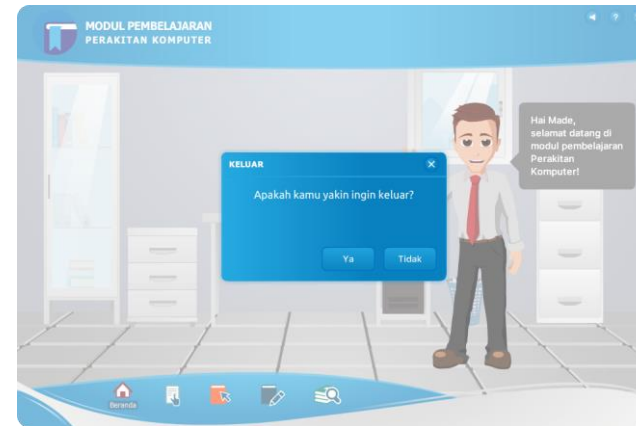 MODUL PEMBELAJARAN
PERAKITAN KOMPUTER
?
Hai Made,
selamat datang di
modul pembelajaran
Perakitan
Komputer!
KELUAR
Apakah kamu yakin ingin keluar?
Ya
Tidak
Beranda